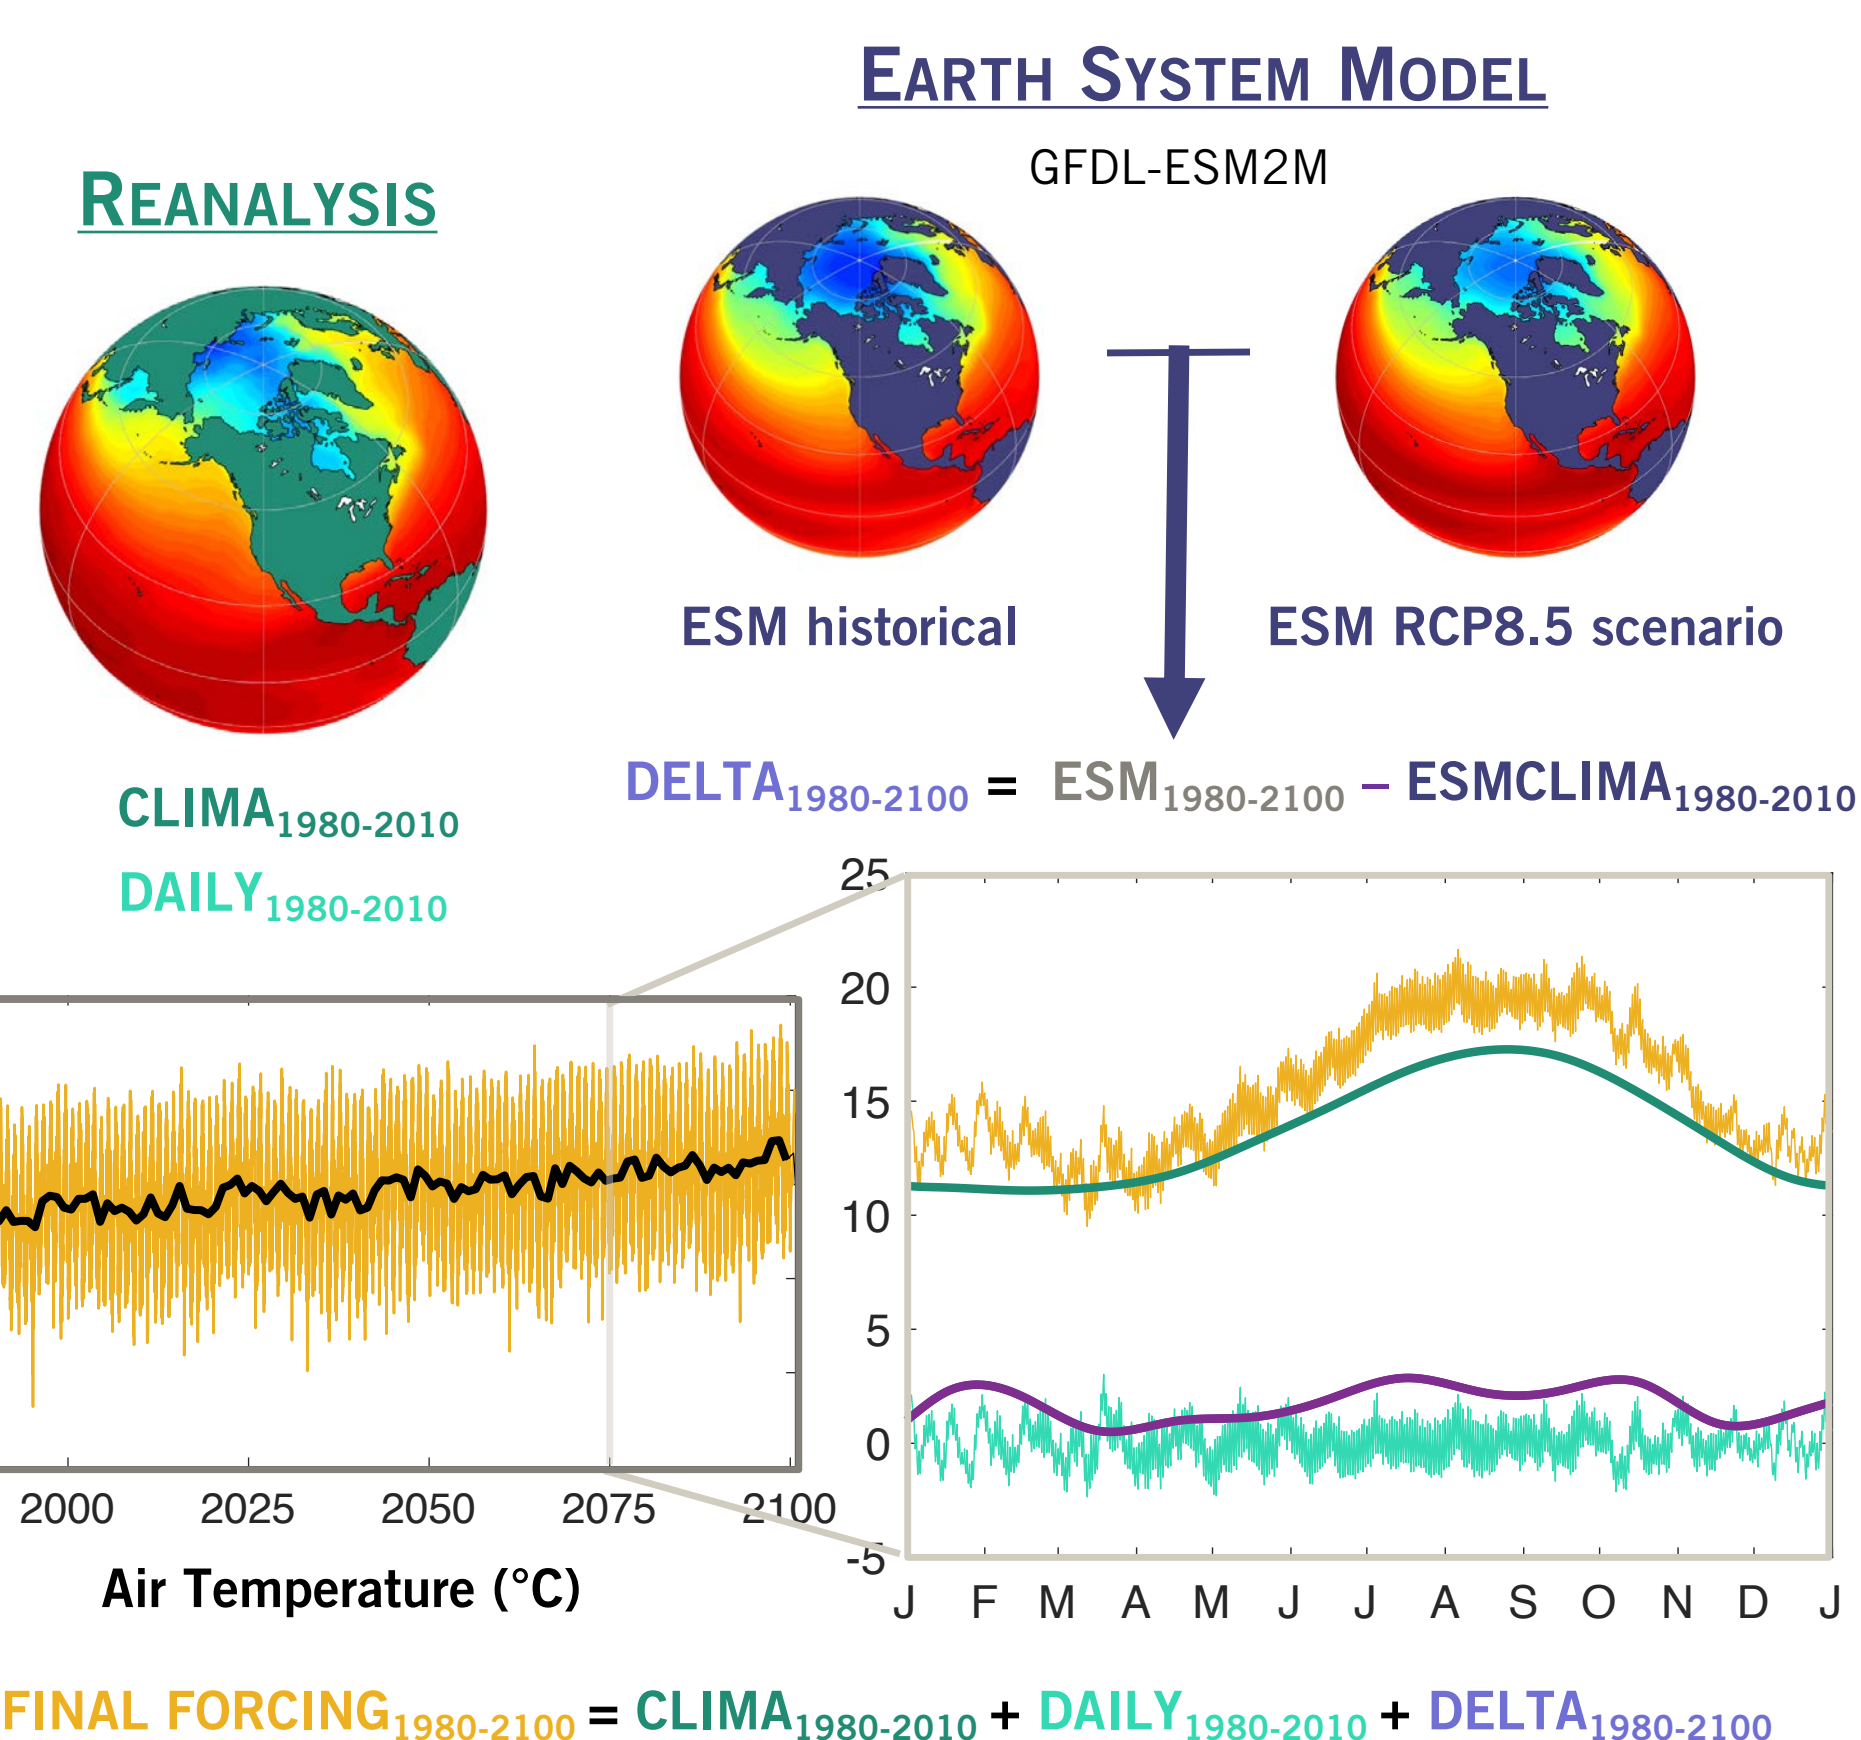 EARTH SYSTEM MODEL
GFDL-ESM2M
REANALYSIS
ESM historical
ESM RCP8.5 scenario
DELTA1980-2100 = ESM1980-2100 – ESMCLIMA1980-2010
CLIMA1980-2010
DAILY1980-2010
25
20
15
10
5
0
-5
J F M A M J J A S O N D J
2000 2025 2050 2075 2100
Air Temperature (°C)
FINAL FORCING1980-2100 = CLIMA1980-2010 + DAILY1980-2010 + DELTA1980-2100